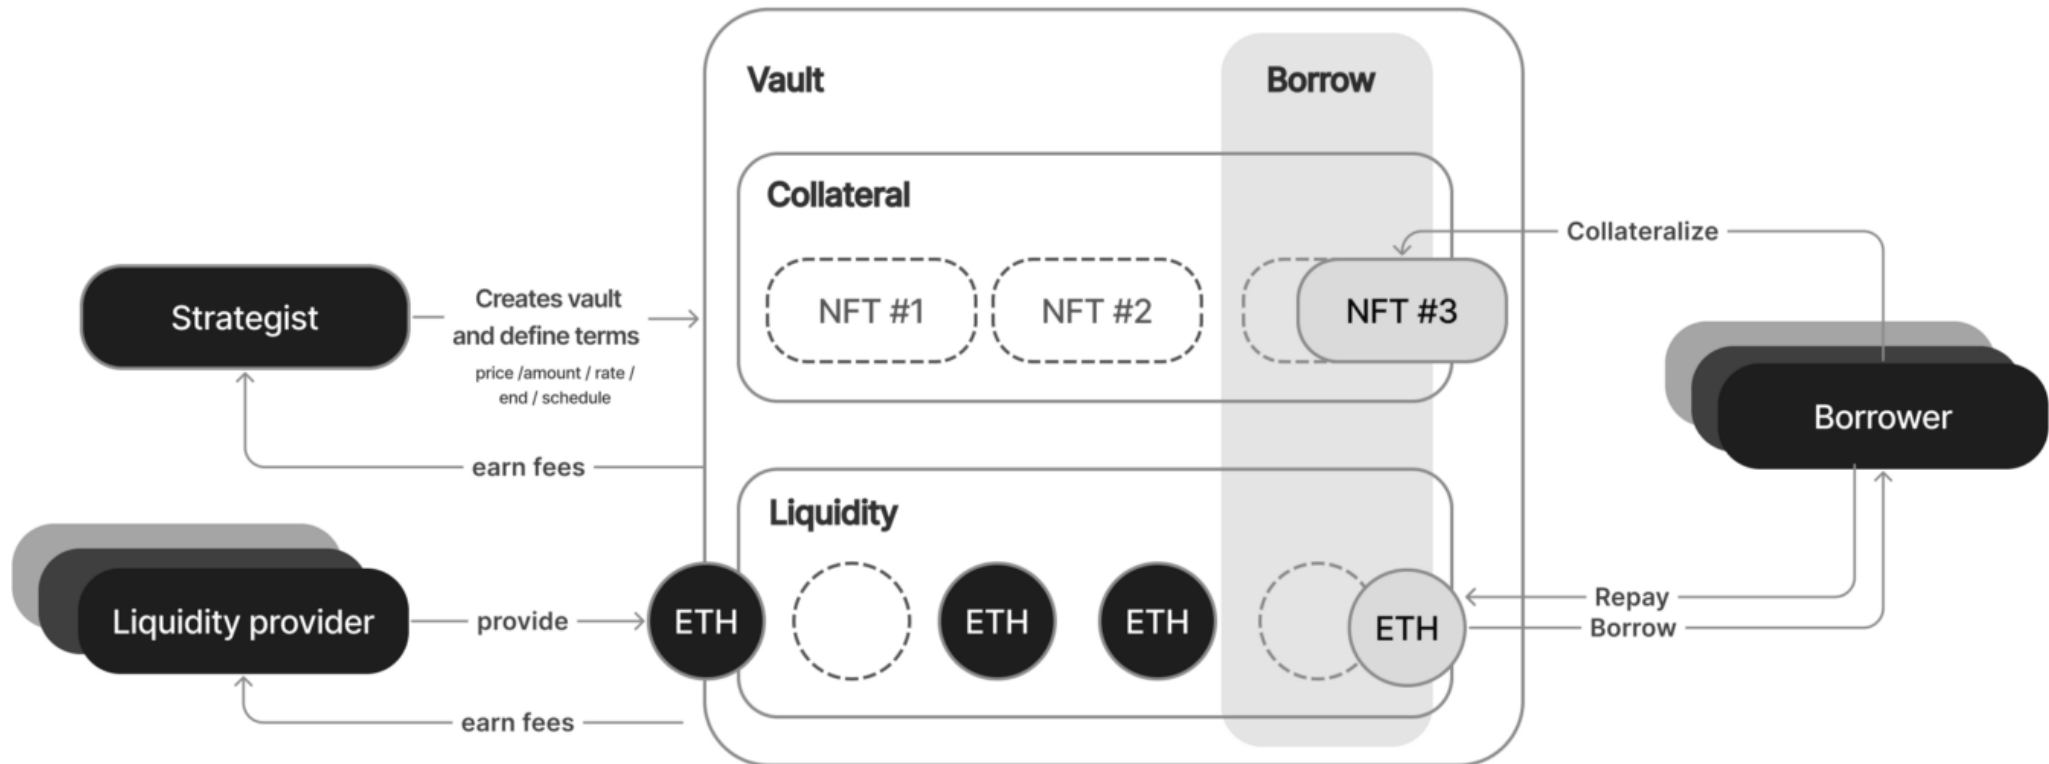 Vault
Borrow
Collateral
NFT #1
NFT #2
NFT #3
Collateralize
Strategist
Creates vault
and define terms
price /amount / rate /
end / schedule
earn fees
Borrower
Liquidity
Liquidity provider
provide
ETH
ETH
ETH
ETH
Repay
Borrow
earn fees